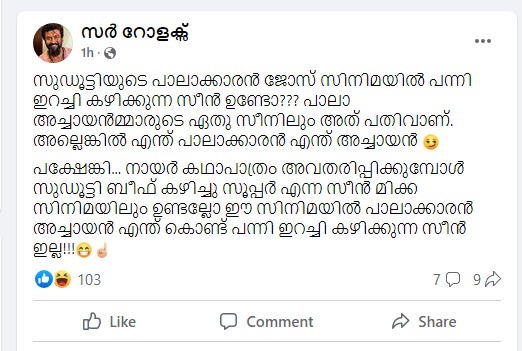 സർ റോളക്സ്
1h ·
സുഡൂട്ടിയുടെ പാലാക്കാരൻ ജോസ് സിനിമയിൽ പന്നി
ഇറച്ചി കഴിക്കുന്ന സീൻ ഉണ്ടോ??? പാലാ
അച്ചായൻമ്മാരുടെ ഏതു സീനിലും അത് പതിവാണ്.
അല്ലെങ്കിൽ എന്ത് പാലാക്കാരൻ എന്ത് അച്ചായൻ 😏
പക്ഷേങ്കി... നായർ കഥാപാത്രം അവതരിപ്പിക്കുമ്പോൾ
സുഡൂട്ടി ബീഫ് കഴിച്ചു സൂപ്പർ എന്ന സീൻ മിക്ക
സിനിമയിലും ഉണ്ടല്ലോ ഈ സിനിമയിൽ പാലാക്കാരൻ
അച്ചായൻ എന്ത് കൊണ്ട് പന്നി ഇറച്ചി കഴിക്കുന്ന സീൻ
ഇല്ല!!!😁☝🏻
103
7
9
Like
Comment
Share